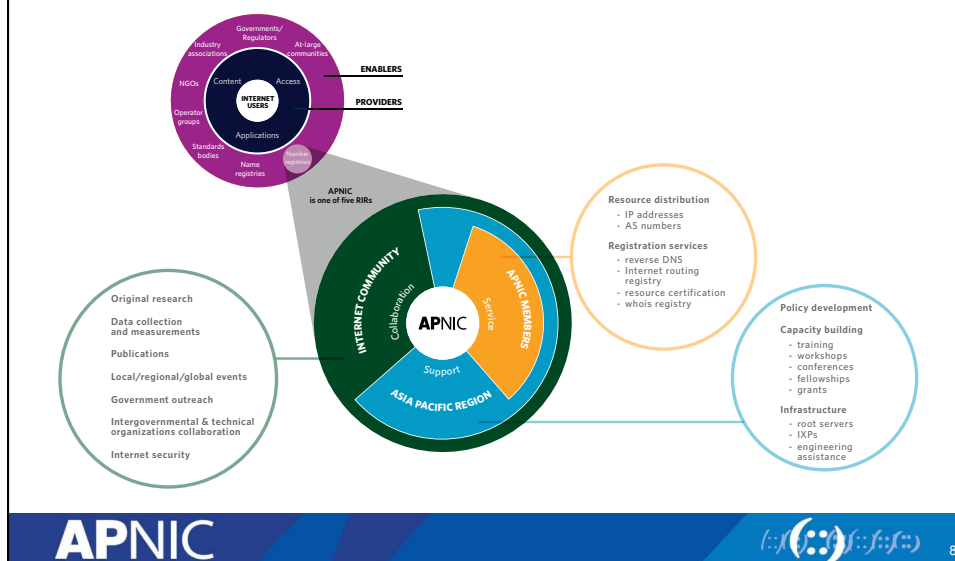 Governments/
Regulators
Industry
associations
At-large
communities
NGOs
Content
Access
INTERNET
USERS
Operator
groups
Applications
Standards
bodies
Name
registries
Number
registries
ENABLERS
PROVIDERS
APNIC
is one of five RIRs
INTERNET COMMUNITY
Collaboration
APNIC
Service
APNIC MEMBERS
Support
ASIA PACIFIC REGION
Resource distribution
- IP addresses
- AS numbers
Registration services
- reverse DNS
- Internet routing
registry
- resource certification
- whois registry
Original research
Data collection
and measurements
Publications
Local/regional/global events
Government outreach
Intergovernmental & technical
organizations collaboration
Internet security
Policy development
Capacity building
- training
- workshops
- conferences
- fellowships
- grants
Infrastructure
- root servers
- IXPs
- engineering
assistance
APNIC
(::)
8